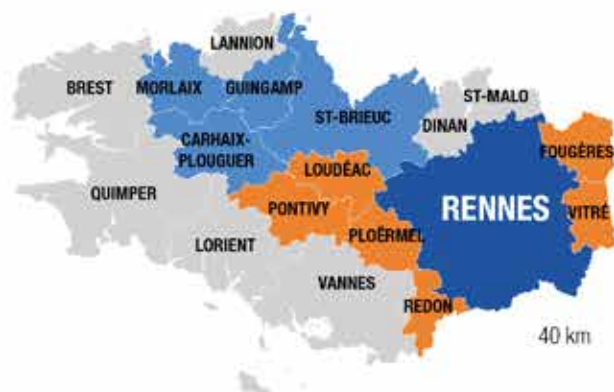 LANNION
BREST
MORLAIX
GUINGAMP
ST-MALO
ST-BRIEUC
DINAN
CARHAIX-
PLOUGUER
FOUGÈRES
LOUDÉAC
QUIMPER
RENNES
PONTIVY
VITRÉ
PLOËRMEL
LORIENT
VANNES
REDON
40 km